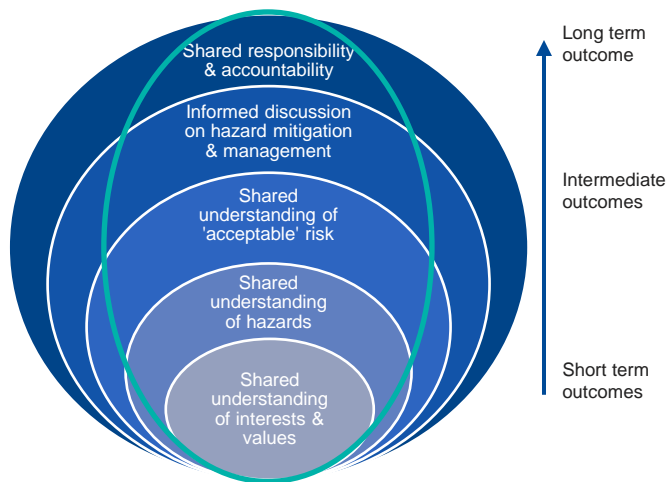 Shared responsibility
& accountability
Informed discussion
on hazard mitigation
& management
Shared
understanding of
'acceptable' risk
Shared
understanding
of hazards
Shared
understanding
of interests &
values
Long term
outcome
Intermediate
outcomes
Short term
outcomes